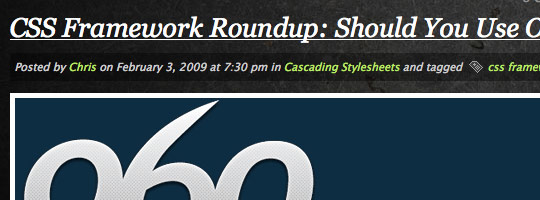 CSS Framework Roundup: Should You Use O
Posted by Chris on February 3, 2009 at 7:30 pm in Cascading Stylesheets and tagged css framew
960